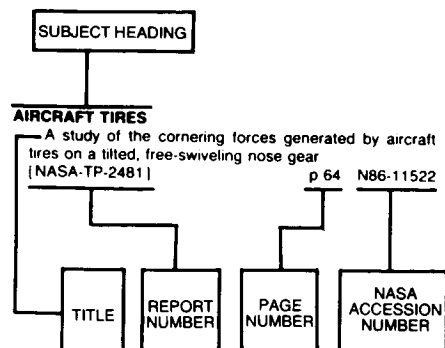 SUBJECT HEADING
AIRCRAFT TIRES
A study of the cornering forces generated by aircraft
tires on a tilted, free-swiveling nose gear
[NASA-TP-2481] p 64 N86-11522
TITLE
REPORT
NUMBER
PAGE
NUMBER
NASA
ACCESSION
NUMBER